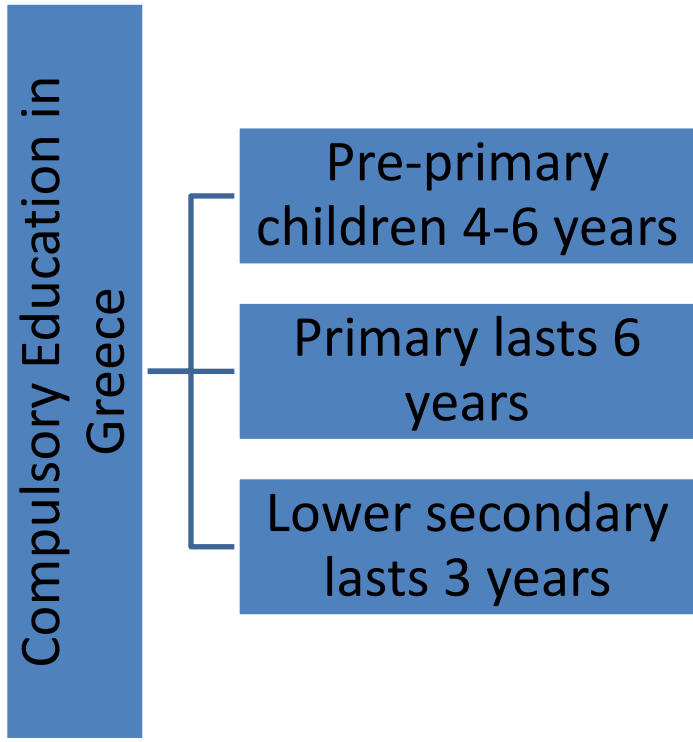 Compulsory Education in
Greece
Pre-primary
children 4-6 years
Primary lasts 6
years
Lower secondary
lasts 3 years